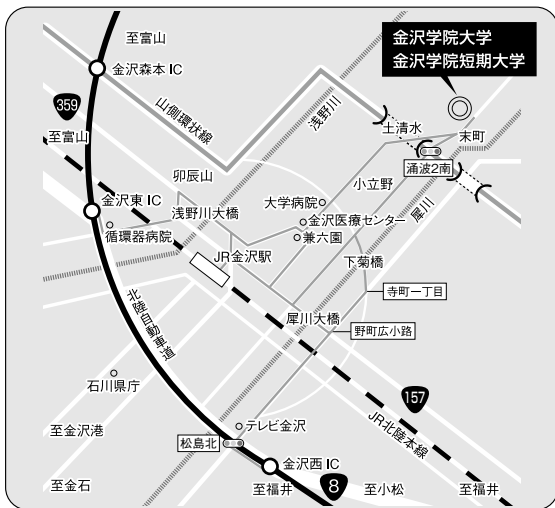 至富山
金沢森本 IC
359
至富山
山側環状線
浅野川
金沢学院大学
金沢学院短期大学
土清水
末町
涌波2南
卯辰山
小立野
大学病院
金沢東 IC
浅野川大橋
金沢医療センター
犀川
循環器病院
兼六園
JR金沢駅
下菊橋
寺町一丁目
北陸自動車道
犀川大橋
野町広小路
石川県庁
157
JR北陸本線
至金沢港
テレビ金沢
松島北
金沢西 IC
至金石
8
至福井
至小松
至福井